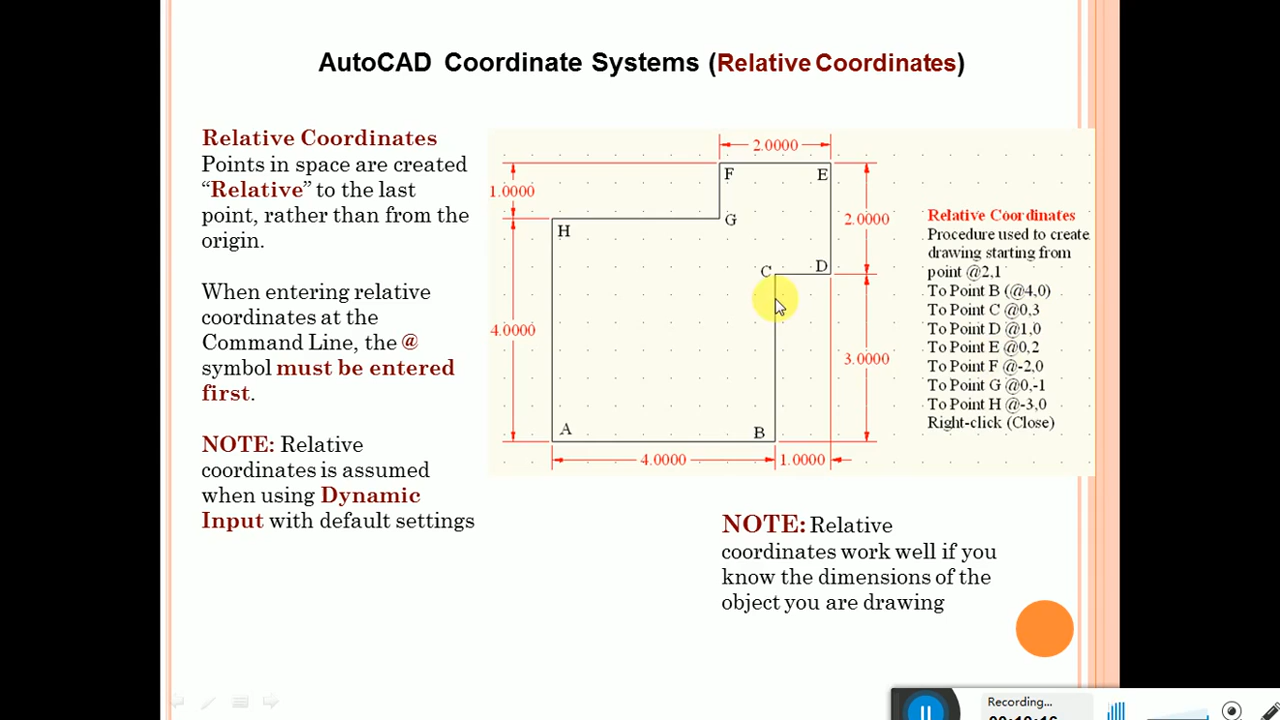 AutoCAD Coordinate Systems (Relative Coordinates)
Relative Coordinates
Points in space are created
“Relative” to the last
point, rather than from the
origin.
When entering relative
coordinates at the
Command Line, the @
symbol must be entered
first.
NOTE: Relative
coordinates is assumed
when using Dynamic
Input with default settings
2.0000
F
E
1.0000
2.0000
G
H
C
D
4.0000
3.0000
A
B
4.0000
1.0000
Relative Coordinates
Procedure used to create
drawing starting from
point @2,1
To Point B (@4,0)
To Point C @0,3
To Point D @1,0
To Point E @0,2
To Point F @-2,0
To Point G @0,-1
To Point H @-3,0
Right-click (Close)
NOTE: Relative
coordinates work well if you
know the dimensions of the
object you are drawing
Recording...